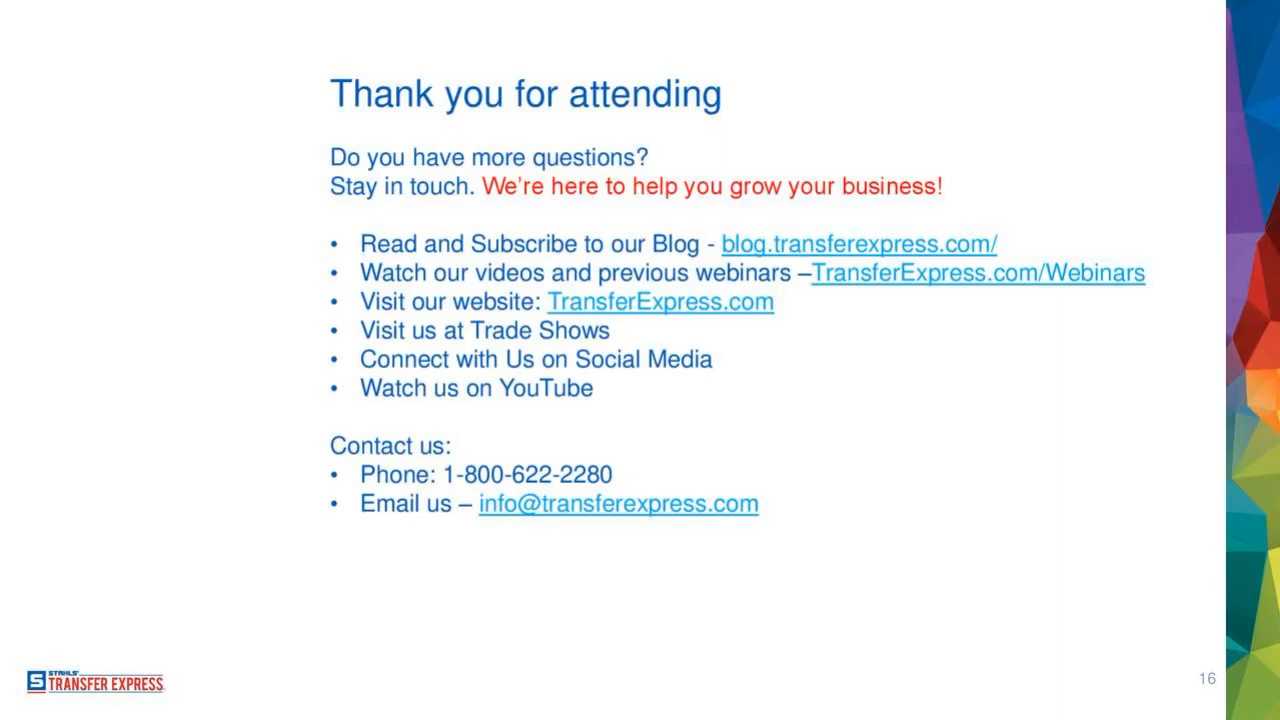 Thank you for attending
Do you have more questions?
Stay in touch. We're here to help you grow your business!
• Read and Subscribe to our Blog - blog.transferexpress.com/
• Watch our videos and previous webinars –TransferExpress.com/Webinars
• Visit our website: TransferExpress.com
• Visit us at Trade Shows
• Connect with Us on Social Media
• Watch us on YouTube
Contact us:
• Phone: 1-800-622-2280
• Email us – info@transferexpress.com
S STAHLS'
TRANSFER EXPRESS
16